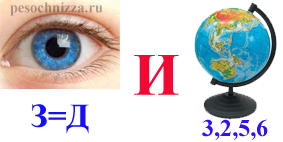 pesochnizza.ru
И
З=Д
3,2,5,6